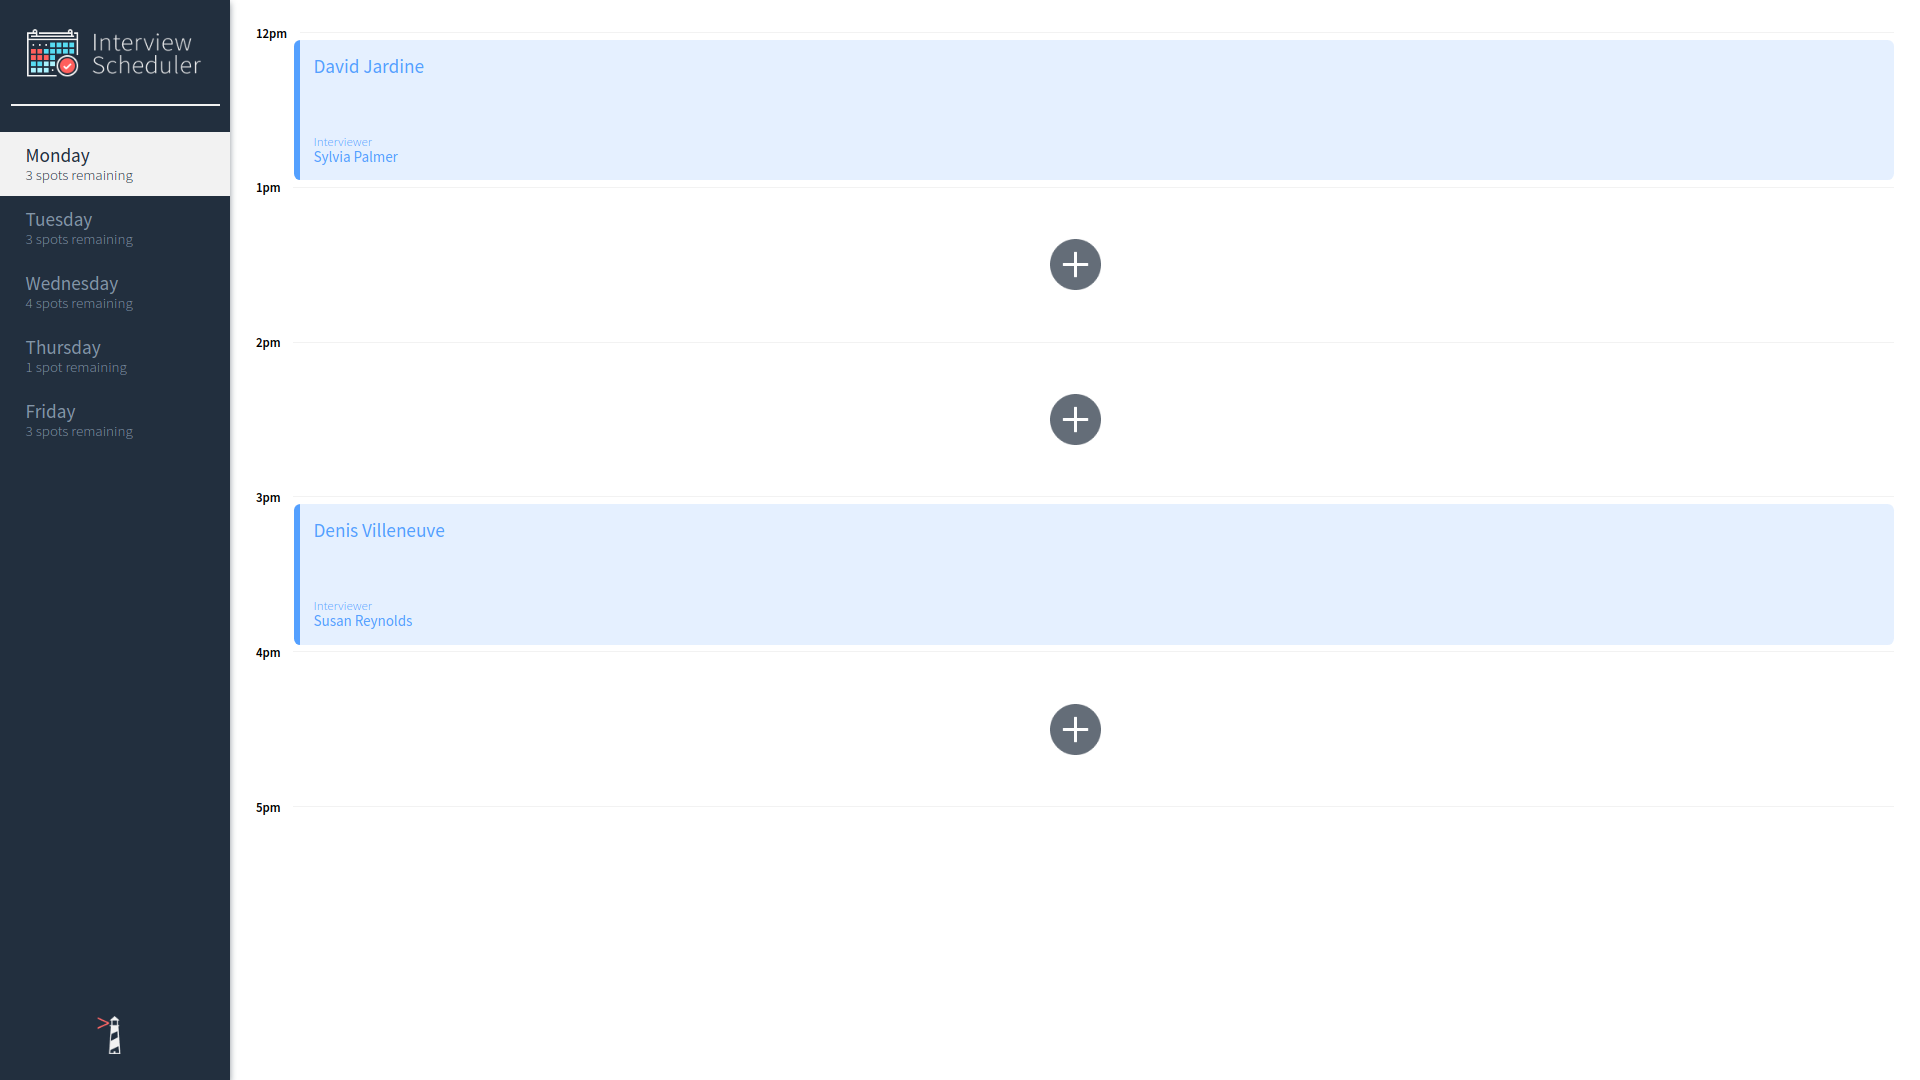 Interview
Scheduler
Monday
3 spots remaining
Tuesday
3 spots remaining
Wednesday
4 spots remaining
Thursday
1 spot remaining
Friday
3 spots remaining
12pm
David Jardine
Interviewer
Sylvia Palmer
1pm
2pm
3pm
Denis Villeneuve
Interviewer
Susan Reynolds
4pm
5pm